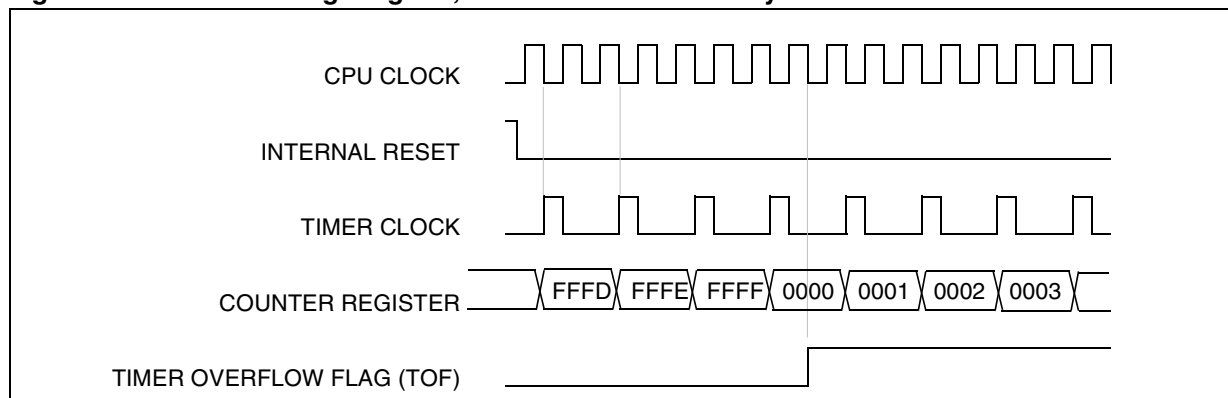 CPU CLOCK
INTERNAL RESET
TIMER CLOCK
COUNTER REGISTER
FFFD FFFE FFFF 0000 0001 0002 0003
TIMER OVERFLOW FLAG (TOF)